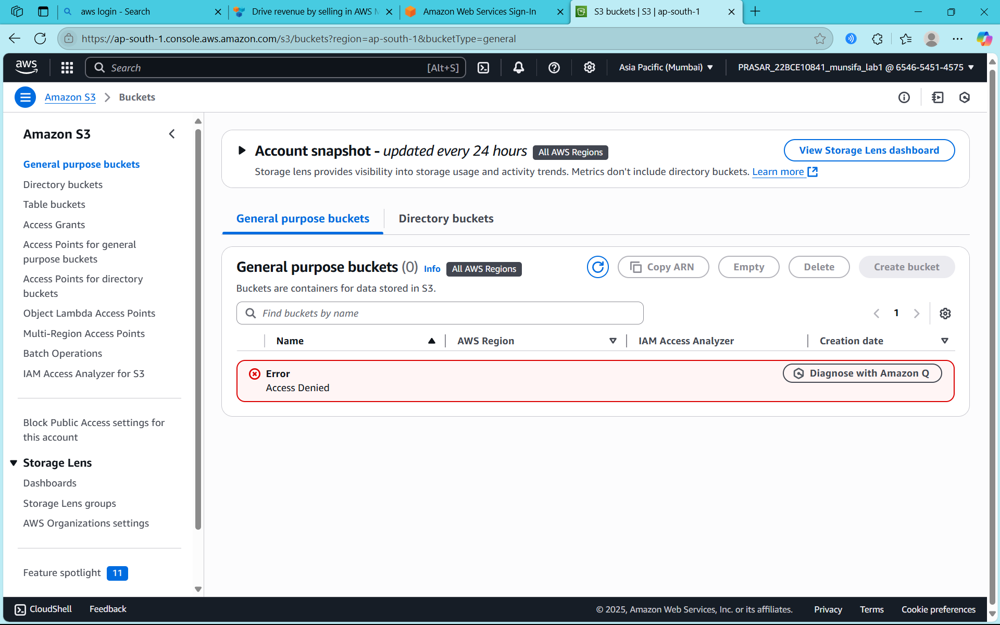 aws login - Search
Drive revenue by selling in AWS M
Amazon Web Services Sign-In
S3 buckets | S3 | ap-south-1
https://ap-south-1.console.aws.amazon.com/s3/buckets?region=ap-south-1&bucketType=general
aws
Search
[Alt+S]
Asia Pacific (Mumbai)
PRASAR_22BCE10841_munsifa_lab1 @ 6546-5451-4575
Amazon S3
Buckets
Amazon S3
General purpose buckets
Directory buckets
Table buckets
Access Grants
Access Points for general
purpose buckets
Access Points for directory
buckets
Object Lambda Access Points
Multi-Region Access Points
Batch Operations
IAM Access Analyzer for S3
Block Public Access settings for
this account
Storage Lens
Dashboards
Storage Lens groups
AWS Organizations settings
Feature spotlight 11
Account snapshot - updated every 24 hours All AWS Regions
View Storage Lens dashboard
Storage lens provides visibility into storage usage and activity trends. Metrics don't include directory buckets. Learn more
General purpose buckets
Directory buckets
General purpose buckets (0) Info All AWS Regions
Copy ARN
Empty
Delete
Create bucket
Buckets are containers for data stored in S3.
Find buckets by name
1
Name
AWS Region
IAM Access Analyzer
Creation date
Error
Access Denied
Diagnose with Amazon Q
CloudShell
Feedback
© 2025, Amazon Web Services, Inc. or its affiliates.
Privacy
Terms
Cookie preferences